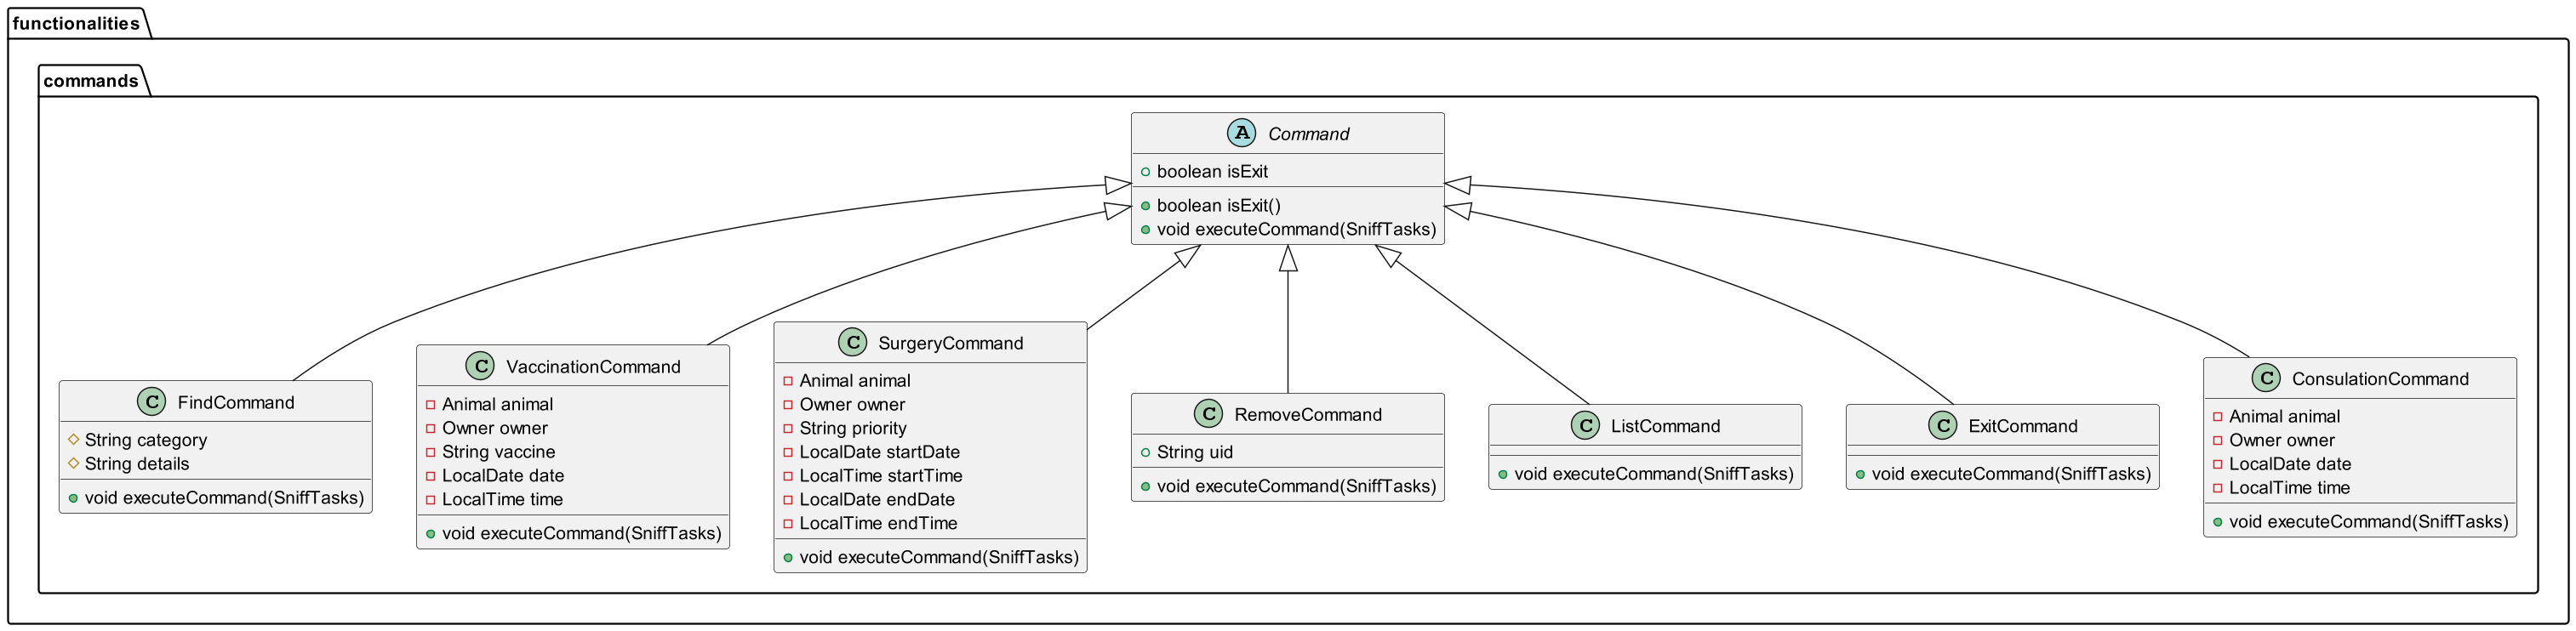 functionalities
commands
A Command
boolean isExit
boolean isExit()
void executeCommand(SniffTasks)
C FindCommand
String category
String details
void executeCommand(SniffTasks)
C VaccinationCommand
Animal animal
Owner owner
String vaccine
LocalDate date
LocalTime time
void executeCommand(SniffTasks)
C SurgeryCommand
Animal animal
Owner owner
String priority
LocalDate startDate
LocalTime startTime
LocalDate endDate
LocalTime endTime
void executeCommand(SniffTasks)
C RemoveCommand
String uid
void executeCommand(SniffTasks)
C ListCommand
void executeCommand(SniffTasks)
C ExitCommand
void executeCommand(SniffTasks)
C ConsulationCommand
Animal animal
Owner owner
LocalDate date
LocalTime time
void executeCommand(SniffTasks)